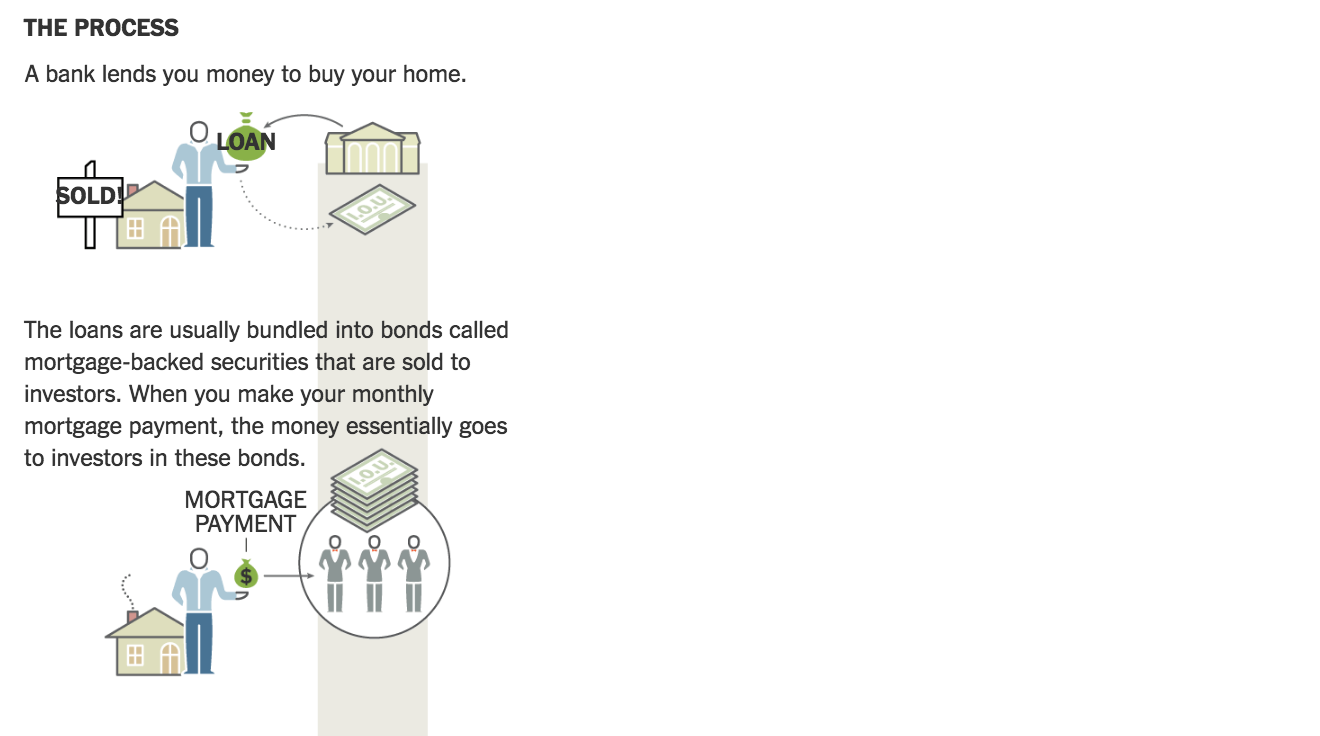 THE PROCESS
A bank lends you money to buy your home.
LOAN
SOLD!
I.O.U.
The loans are usually bundled into bonds called
mortgage-backed securities that are sold to
investors. When you make your monthly
mortgage payment, the money essentially goes
to investors in these bonds.
I.O.U.
MORTGAGE
PAYMENT
$